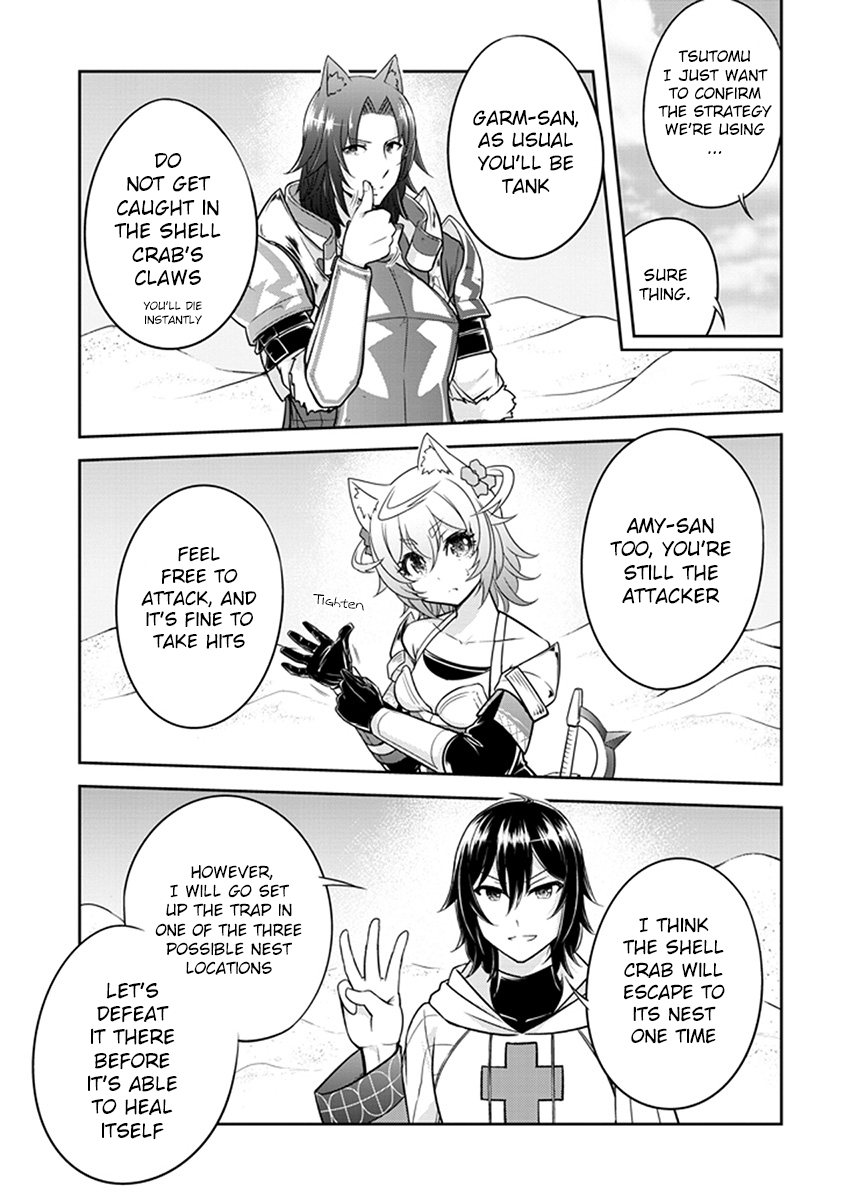 TSUTOMU
I JUST WANT
TO CONFIRM
THE STRATEGY
WE'RE USING
...
SURE
THING.
GARM-SAN,
AS USUAL
YOU'LL BE
TANK
DO
NOT GET
CAUGHT IN
THE SHELL
CRAB'S
CLAWS
YOU'LL DIE
INSTANTLY
AMY-SAN
TOO, YOU'RE
STILL THE
ATTACKER
Tighten
FEEL
FREE TO
ATTACK, AND
IT'S FINE TO
TAKE HITS
I THINK
THE SHELL
CRAB WILL
ESCAPE TO
ITS NEST
ONE TIME
HOWEVER,
I WILL GO SET
UP THE TRAP IN
ONE OF THE THREE
POSSIBLE NEST
LOCATIONS
LET'S
DEFEAT
IT THERE
BEFORE
IT'S ABLE
TO HEAL
ITSELF